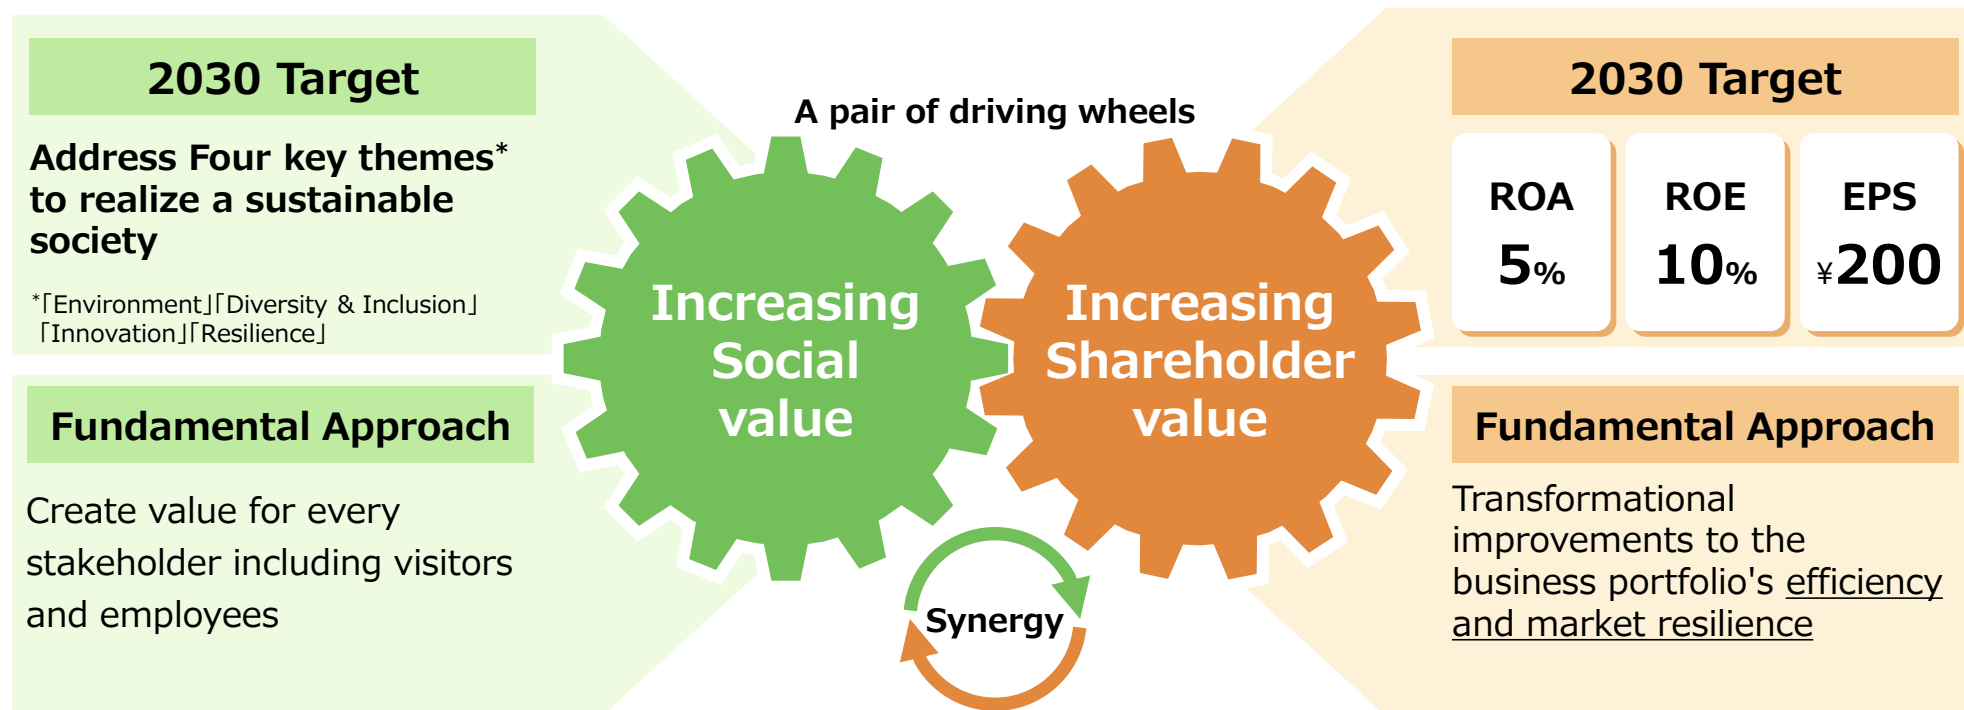 2030 Target
Address Four key themes*
to realize a sustainable
society
*｢Environment｣｢Diversity & Inclusion｣
｢Innovation｣｢Resilience｣
Fundamental Approach
Create value for every
stakeholder including visitors
and employees
A pair of driving wheels
Increasing
Social
value
Increasing
Shareholder
value
Synergy
2030 Target
ROA
5%
ROE
10%
EPS
¥200
Fundamental Approach
Transformational
improvements to the
business portfolio's efficiency
and market resilience